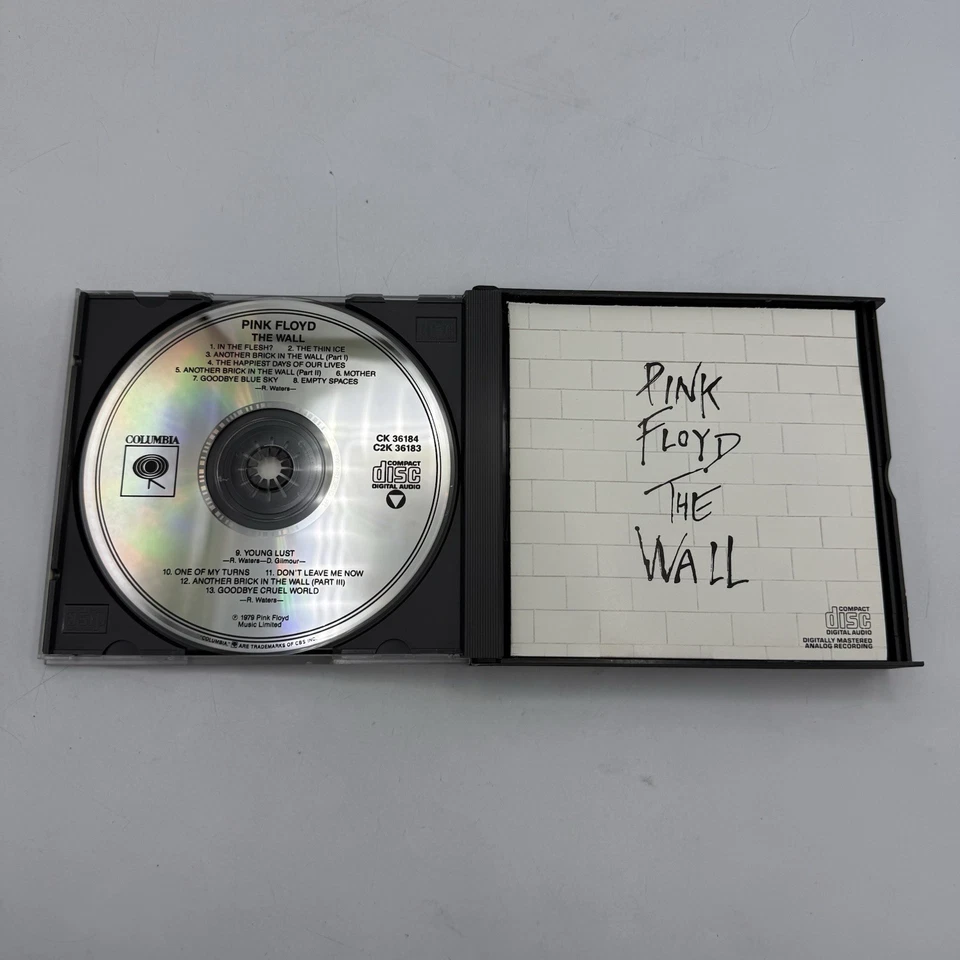 PINK FLOYD
THE WALL
1. IN THE FLESH? 2. THE THIN ICE
3. ANOTHER BRICK IN THE WALL (Part I)
4. THE HAPPIEST DAYS OF OUR LIVES
5. ANOTHER BRICK IN THE WALL (Part II) 6. MOTHER
7. GOODBYE BLUE SKY 8. EMPTY SPACES
—R. Waters—
COLUMBIA
CK 36184
C2K 36183
COMPACT
disc
DIGITAL AUDIO
9. YOUNG LUST
—R. Waters—D. Gilmour—
10. ONE OF MY TURNS 11. DON'T LEAVE ME NOW
12. ANOTHER BRICK IN THE WALL (PART III)
13. GOODBYE CRUEL WORLD
—R. Waters—
℗ 1979 Pink Floyd
Music Limited
"COLUMBIA," ARE TRADEMARKS OF CBS INC.
PINK
FLOYD
THE
WALL
COMPACT
disc
DIGITAL AUDIO
DIGITALLY MASTERED
ANALOG RECORDING